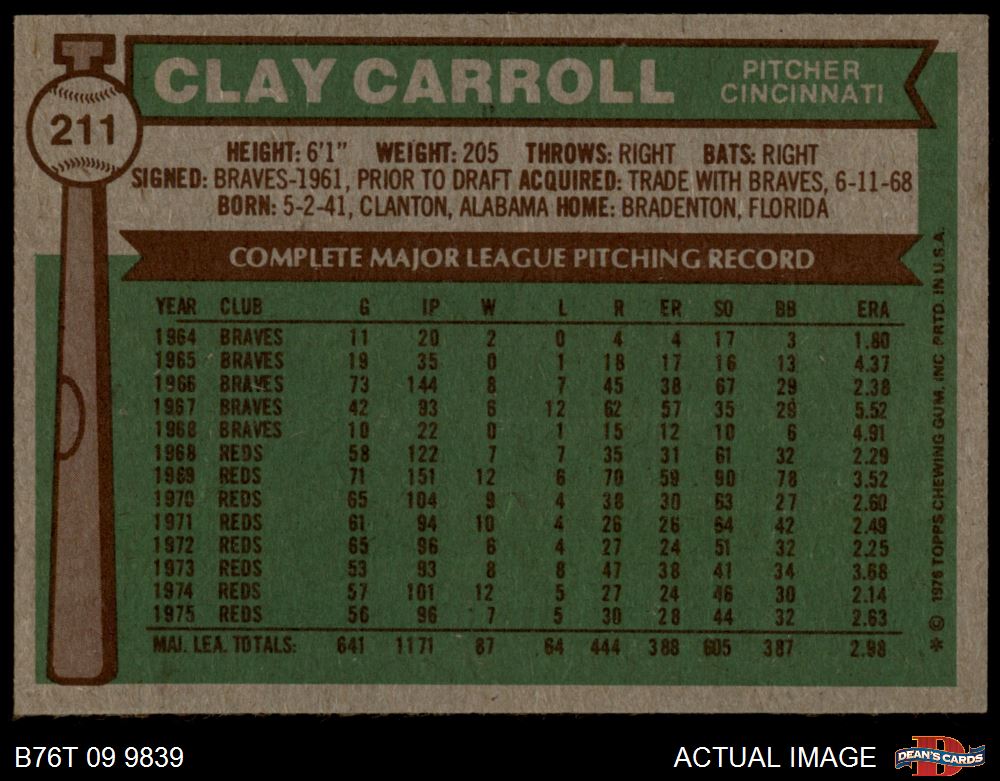 CLAY CARROLL
PITCHER
CINCINNATI
211
HEIGHT: 6'1" WEIGHT: 205 THROWS: RIGHT BATS: RIGHT
SIGNED: BRAVES-1961, PRIOR TO DRAFT ACQUIRED: TRADE WITH BRAVES, 6-11-68
BORN: 5-2-41, CLANTON, ALABAMA HOME: BRADENTON, FLORIDA
COMPLETE MAJOR LEAGUE PITCHING RECORD
YEAR CLUB G IP W L R ER SO BB ERA
1964 BRAVES 11 20 2 0 4 4 17 3 1.80
1965 BRAVES 19 35 0 1 18 17 16 13 4.37
1966 BRAVES 73 144 8 7 45 38 67 29 2.38
1967 BRAVES 42 93 6 12 62 57 35 29 5.52
1968 BRAVES 10 22 0 1 15 12 10 6 4.91
1968 REDS 58 122 7 7 35 31 61 32 2.29
1969 REDS 71 151 12 6 70 59 90 78 3.52
1970 REDS 65 104 9 4 38 30 63 27 2.60
1971 REDS 61 94 10 4 26 26 64 42 2.49
1972 REDS 65 96 6 4 27 24 51 32 2.25
1973 REDS 53 93 8 8 47 38 41 34 3.68
1974 REDS 57 101 12 5 27 24 46 30 2.14
1975 REDS 56 96 7 5 30 28 44 32 2.63
MAJ. LEA. TOTALS: 641 1171 87 64 444 388 605 387 2.98
* © 1976 TOPPS CHEWING GUM, INC PRTD. IN U.S.A.
B76T 09 9839
ACTUAL IMAGE
DEAN'S CARDS